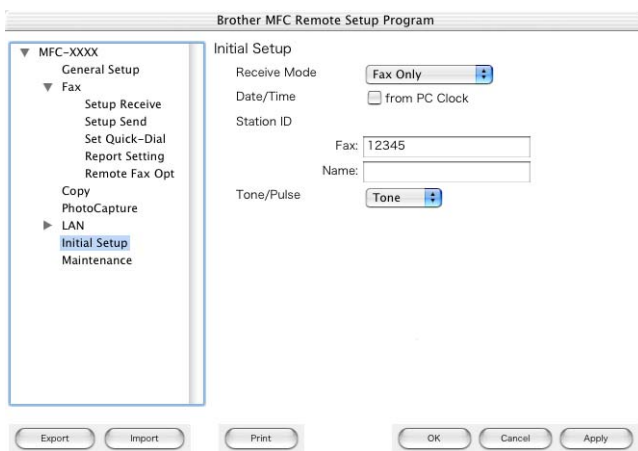 Brother MFC Remote Setup Program
MFC-XXXX
General Setup
Fax
Setup Receive
Setup Send
Set Quick-Dial
Report Setting
Remote Fax Opt
Copy
PhotoCapture
LAN
Initial Setup
Maintenance
Initial Setup
Receive Mode
Fax Only
Date/Time
from PC Clock
Station ID
Fax: 12345
Name:
Tone/Pulse
Tone
Export
Import
Print
OK
Cancel
Apply